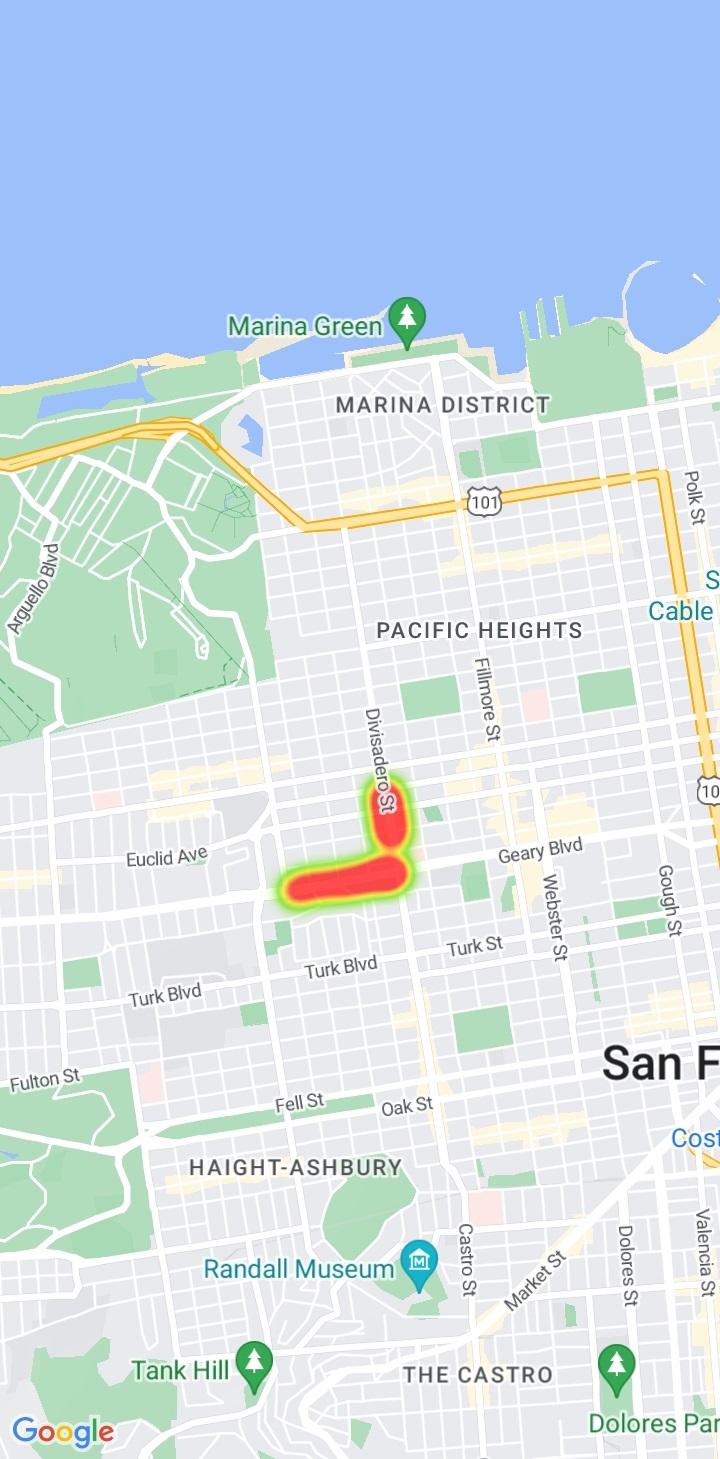 Marina Green
MARINA DISTRICT
101
Polk St
Arguello Blvd
S
Cable
PACIFIC HEIGHTS
Fillmore St
Divisadero St
10
Euclid Ave
Geary Blvd
Webster St
Gough St
Turk St
Turk Blvd
Turk Blvd
San F
Fulton St
Fell St
Oak St
Cost
HAIGHT-ASHBURY
Randall Museum
Castro St
Market St
Dolores St
Valencia St
Tank Hill
THE CASTRO
Dolores Par
Google